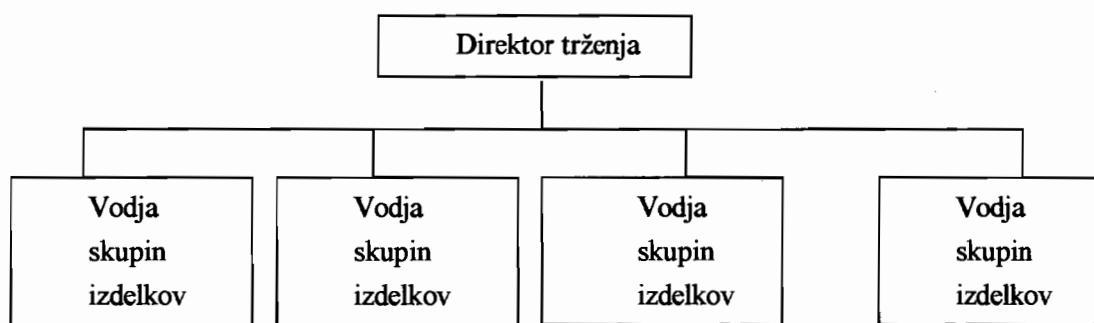 Direktor trženja
Vodja
skupin
izdelkov
Vodja
skupin
izdelkov
Vodja
skupin
izdelkov
Vodja
skupin
izdelkov